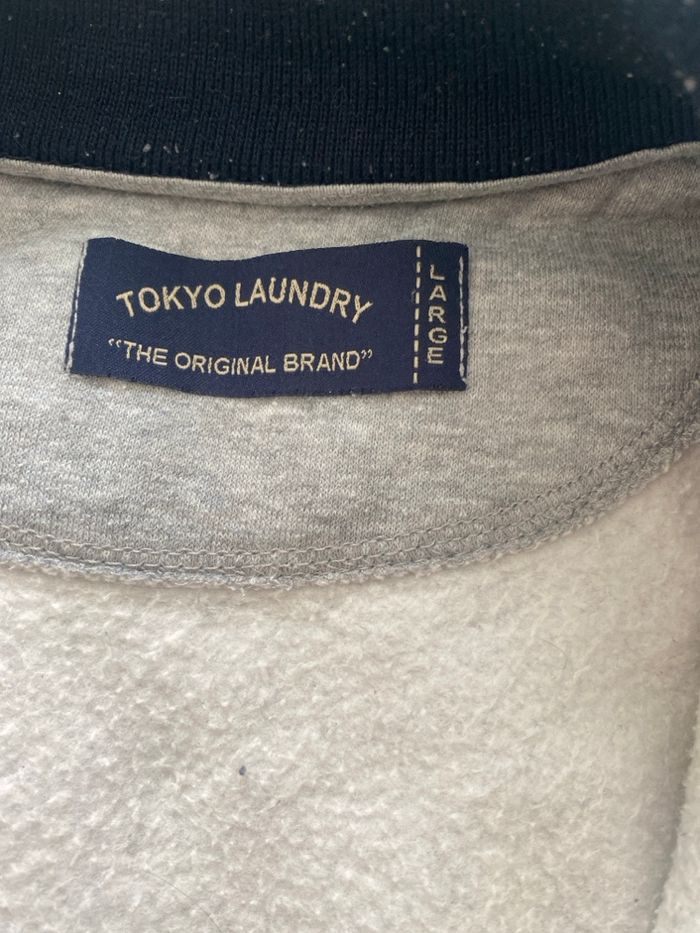 TOKYO LAUNDRY
“THE ORIGINAL BRAND”
LARGE